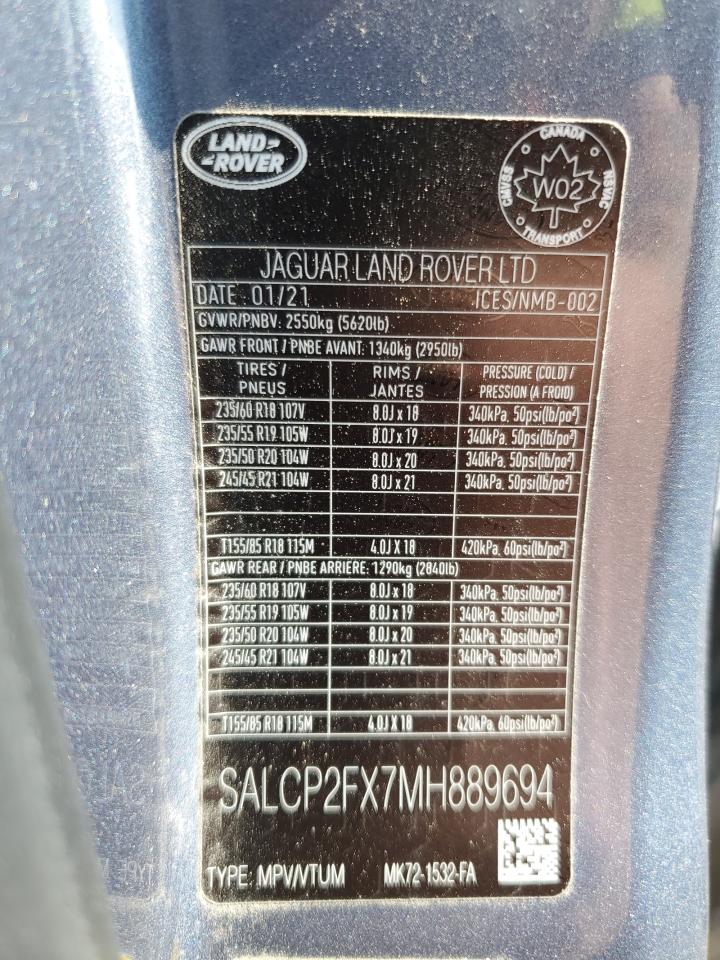 LAND-
-ROVER
CANADA
CMVSS
NSVAC
W02
TRANSPORT
JAGUAR LAND ROVER LTD
DATE 01/21 ICES/NMB-002
GVWR/PNBV: 2550kg (5620lb)
GAWR FRONT / PNBE AVANT: 1340kg (2950lb)
TIRES / RIMS / PRESSURE (COLD) /
PNEUS JANTES PRESSION (A FROID)
235/60 R18 107V 8.0J x 18 340kPa, 50psi(lb/po²)
235/55 R19 105W 8.0J x 19 340kPa, 50psi(lb/po²)
235/50 R20 104W 8.0J x 20 340kPa, 50psi(lb/po²)
245/45 R21 104W 8.0J x 21 340kPa, 50psi(lb/po²)
T155/85 R18 115M 4.0J X 18 420kPa, 60psi(lb/po²)
GAWR REAR / PNBE ARRIERE: 1290kg (2840lb)
235/60 R18 107V 8.0J x 18 340kPa, 50psi(lb/po²)
235/55 R19 105W 8.0J x 19 340kPa, 50psi(lb/po²)
235/50 R20 104W 8.0J x 20 340kPa, 50psi(lb/po²)
245/45 R21 104W 8.0J x 21 340kPa, 50psi(lb/po²)
T155/85 R18 115M 4.0J X 18 420kPa, 60psi(lb/po²)
SALCP2FX7MH889694
TYPE: MPV/VTUM MK72-1532-FA